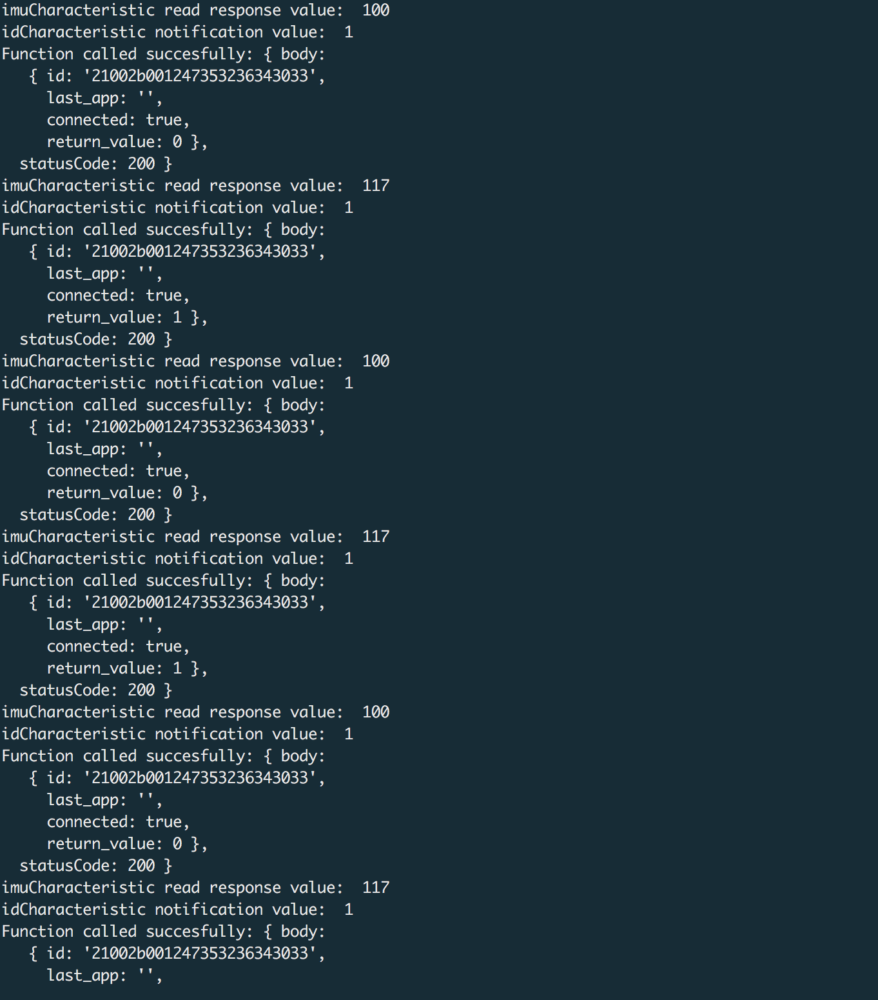 imuCharacteristic read response value:  100
idCharacteristic notification value:  1
Function called succesfully: { body:
   { id: '21002b001247353236343033',
     last_app: '',
     connected: true,
     return_value: 0 },
  statusCode: 200 }
imuCharacteristic read response value:  117
idCharacteristic notification value:  1
Function called succesfully: { body:
   { id: '21002b001247353236343033',
     last_app: '',
     connected: true,
     return_value: 1 },
  statusCode: 200 }
imuCharacteristic read response value:  100
idCharacteristic notification value:  1
Function called succesfully: { body:
   { id: '21002b001247353236343033',
     last_app: '',
     connected: true,
     return_value: 0 },
  statusCode: 200 }
imuCharacteristic read response value:  117
idCharacteristic notification value:  1
Function called succesfully: { body:
   { id: '21002b001247353236343033',
     last_app: '',
     connected: true,
     return_value: 1 },
  statusCode: 200 }
imuCharacteristic read response value:  100
idCharacteristic notification value:  1
Function called succesfully: { body:
   { id: '21002b001247353236343033',
     last_app: '',
     connected: true,
     return_value: 0 },
  statusCode: 200 }
imuCharacteristic read response value:  117
idCharacteristic notification value:  1
Function called succesfully: { body:
   { id: '21002b001247353236343033',
     last_app: '',